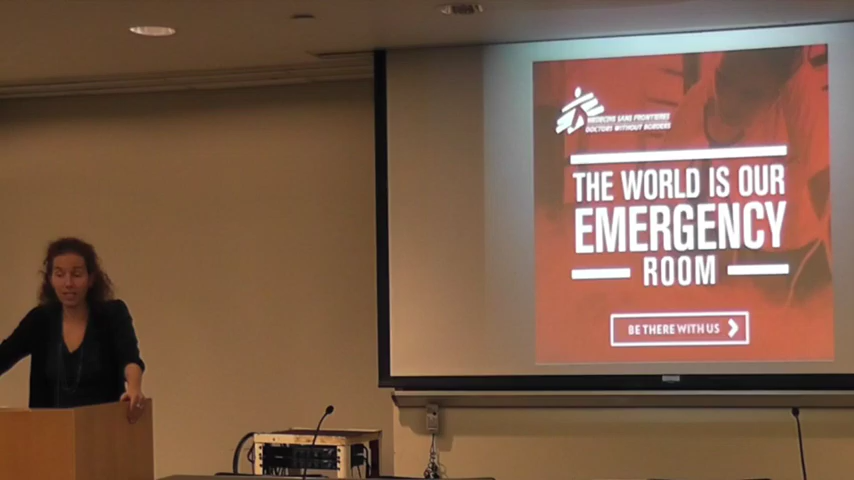 MEDECINS SANS FRONTIERES
DOCTORS WITHOUT BORDERS
THE WORLD IS OUR
EMERGENCY
ROOM
BE THERE WITH US